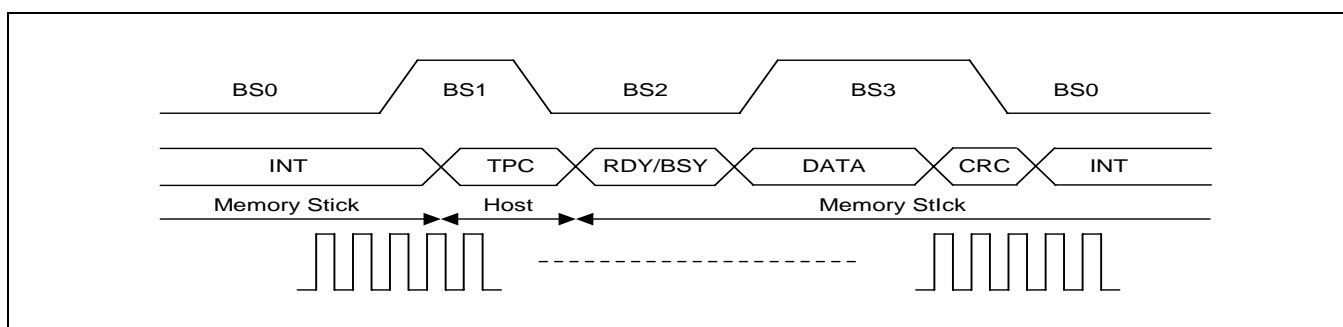 BS0 BS1 BS2 BS3 BS0
INT TPC RDY/BSY DATA CRC INT
Memory Stick Host Memory StIck